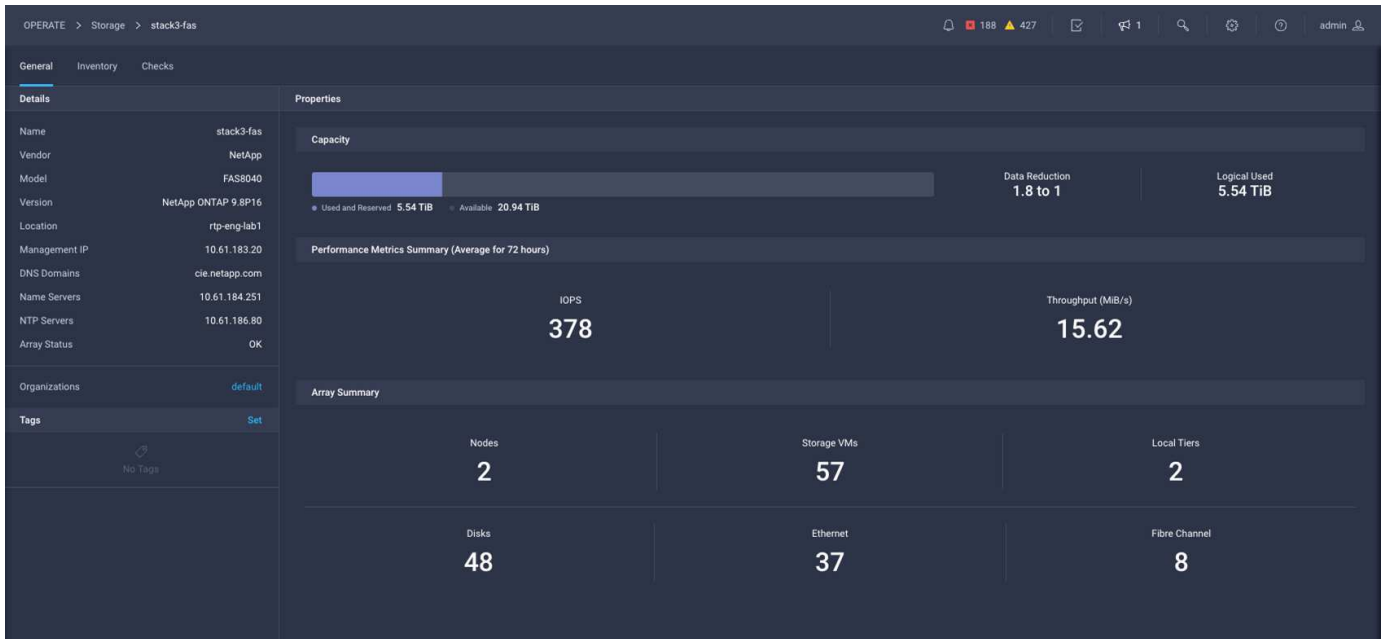 OPERATE > Storage > stack3-fas 188 427 1 admin
General Inventory Checks
Details
Name stack3-fas
Vendor NetApp
Model FAS8040
Version NetApp ONTAP 9.8P16
Location rtp-eng-lab1
Management IP 10.61.183.20
DNS Domains cie.netapp.com
Name Servers 10.61.184.251
NTP Servers 10.61.186.80
Array Status OK
Organizations default
Tags Set
No Tags
Properties
Capacity
Used and Reserved 5.54 TiB Available 20.94 TiB
Data Reduction
1.8 to 1
Logical Used
5.54 TiB
Performance Metrics Summary (Average for 72 hours)
IOPS
378
Throughput (MiB/s)
15.62
Array Summary
Nodes
2
Storage VMs
57
Local Tiers
2
Disks
48
Ethernet
37
Fibre Channel
8